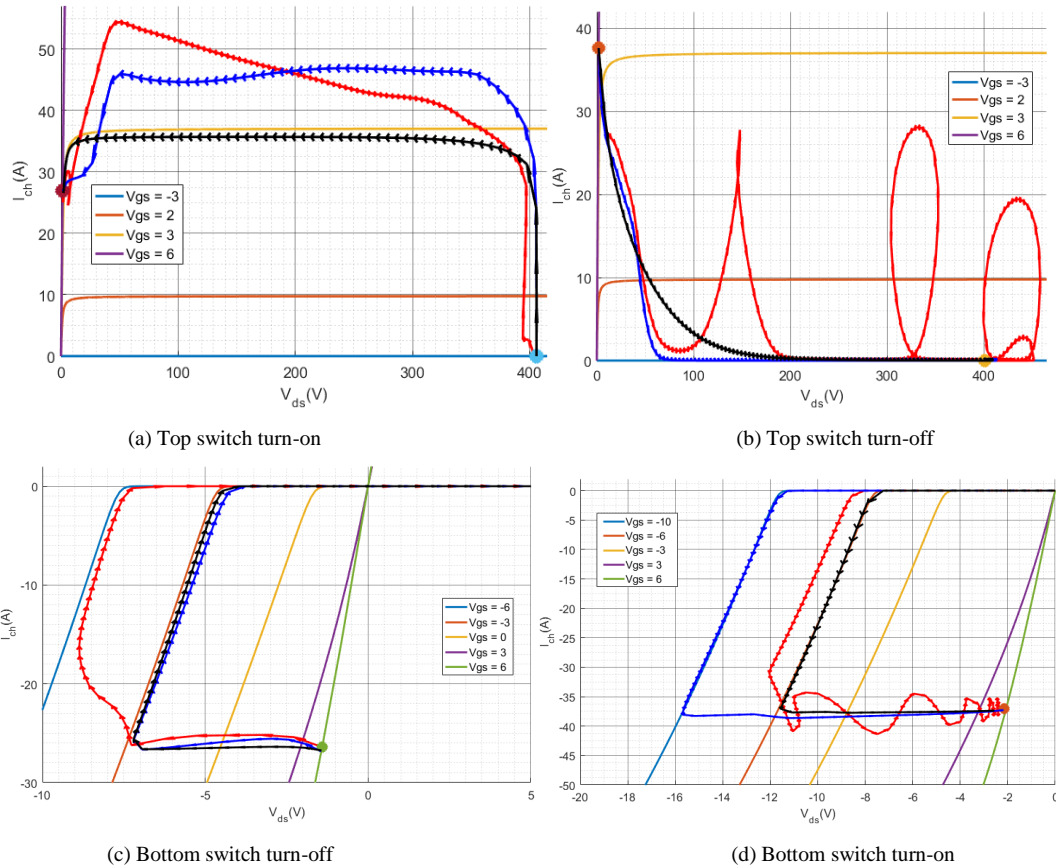 50
40
30
20
10
0
I_ch(A)
Vgs = -3
Vgs = 2
Vgs = 3
Vgs = 6
0
100
200
300
400
V_ds(V)
(a) Top switch turn-on
40
30
20
10
0
I_ch(A)
Vgs = -3
Vgs = 2
Vgs = 3
Vgs = 6
0
100
200
300
400
V_ds(V)
(b) Top switch turn-off
0
-10
-20
-30
I_ch(A)
Vgs = -6
Vgs = -3
Vgs = 0
Vgs = 3
Vgs = 6
-10
-5
0
5
V_ds(V)
(c) Bottom switch turn-off
0
-5
-10
-15
-20
-25
-30
-35
-40
-45
-50
I_ch(A)
Vgs = -10
Vgs = -6
Vgs = -3
Vgs = 3
Vgs = 6
-20
-18
-16
-14
-12
-10
-8
-6
-4
-2
0
V_ds(V)
(d) Bottom switch turn-on